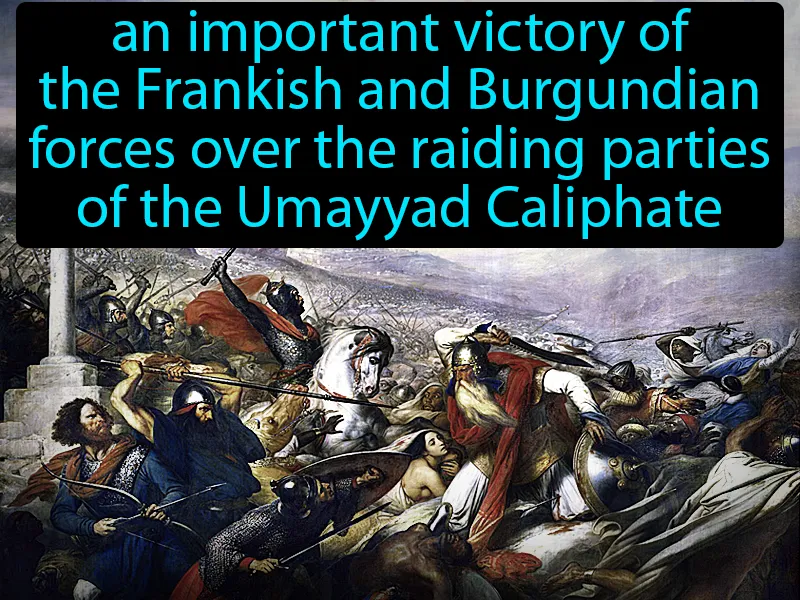 an important victory of
the Frankish and Burgundian
forces over the raiding parties
of the Umayyad Caliphate